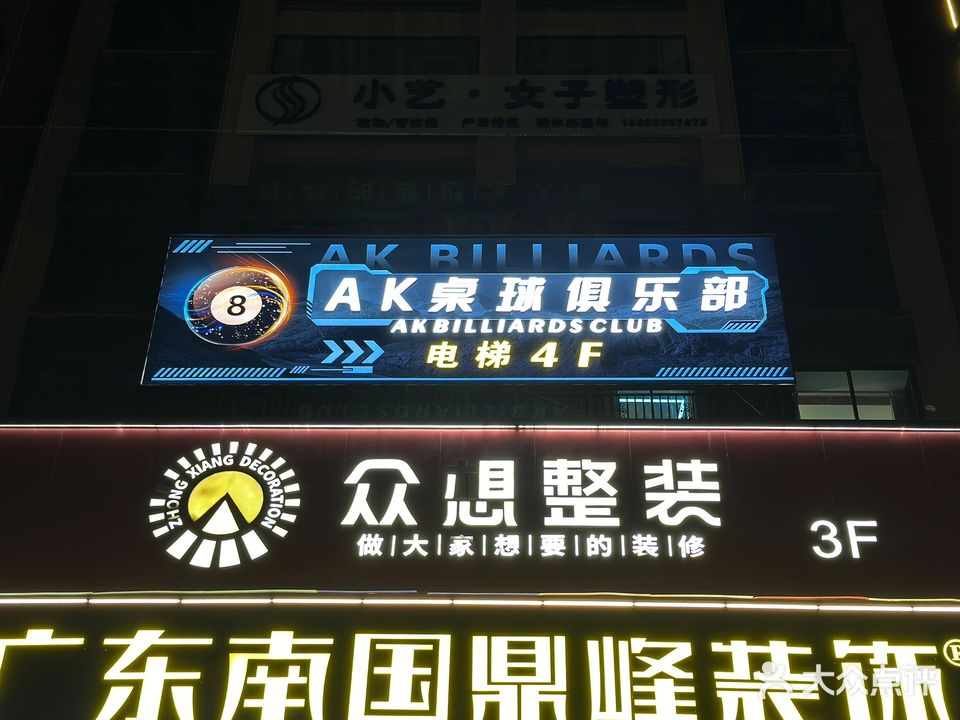 小艺·女子塑形
AK BILLIARDS
8
AK桌球俱乐部
AKBILLIARDSCLUB
电梯4F
ZHONG XIANG DECORATION
众想整装
做|大|家|想|要|的|装|修
3F
广东南国鼎峰装饰®
大众点评